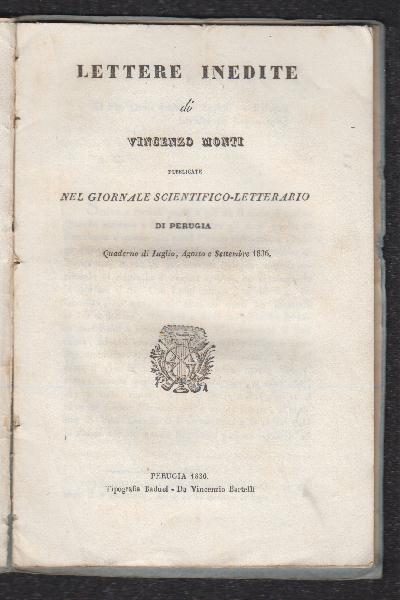 LETTERE INEDITE
di
VINCENZO MONTI
PUBBLICATE
NEL GIORNALE SCIENTIFICO-LETTERARIO
DI PERUGIA
Quaderno di Luglio, Agosto e Settembre 1836.
PERUGIA 1836.
Tipografia Baduel - Da Vincenzio Bartelli